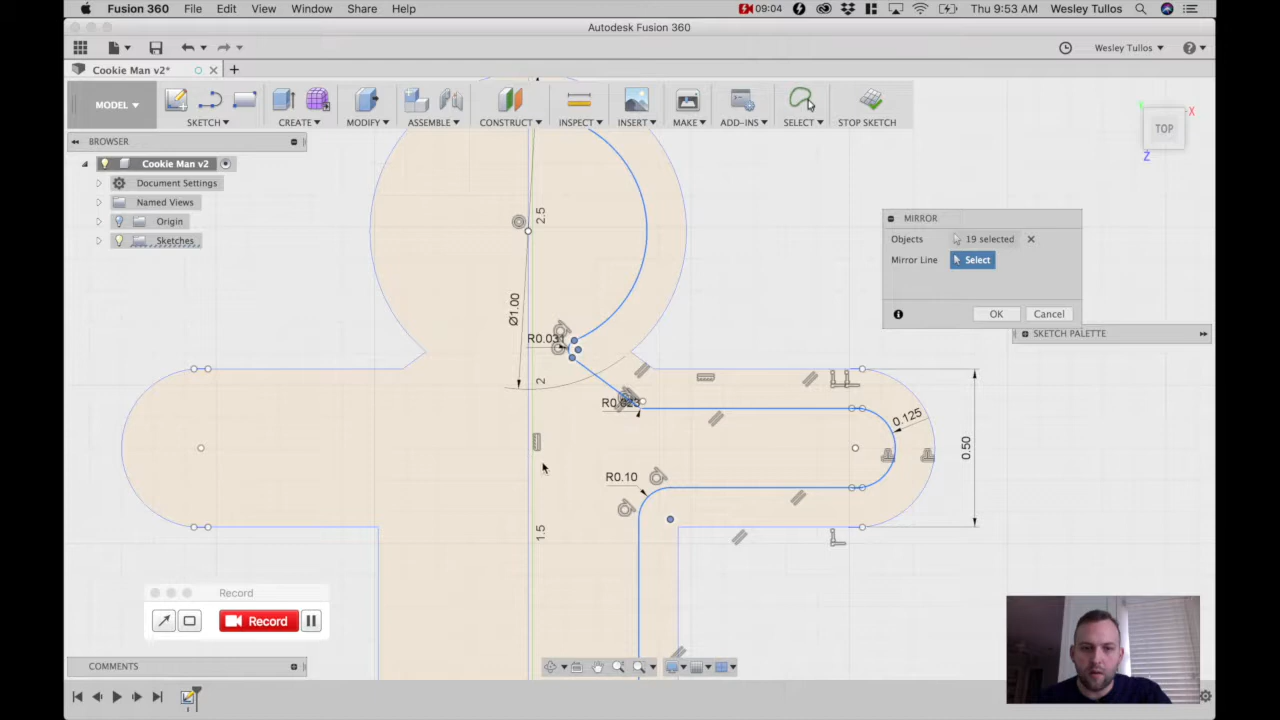 Fusion 360 File Edit View Window Share Help 09:04 Thu 9:53 AM Wesley Tullos
Autodesk Fusion 360
Wesley Tullos
Cookie Man v2*
MODEL
SKETCH CREATE MODIFY ASSEMBLE CONSTRUCT INSPECT INSERT MAKE ADD-INS SELECT STOP SKETCH
BROWSER
Cookie Man v2
Document Settings
Named Views
Origin
Sketches
TOP
X
Z
MIRROR
Objects 19 selected
Mirror Line Select
OK Cancel
SKETCH PALETTE
2.5
Ø1.00
R0.031
2
R0.023
0.125
0.50
R0.10
1.5
Record
Record
COMMENTS